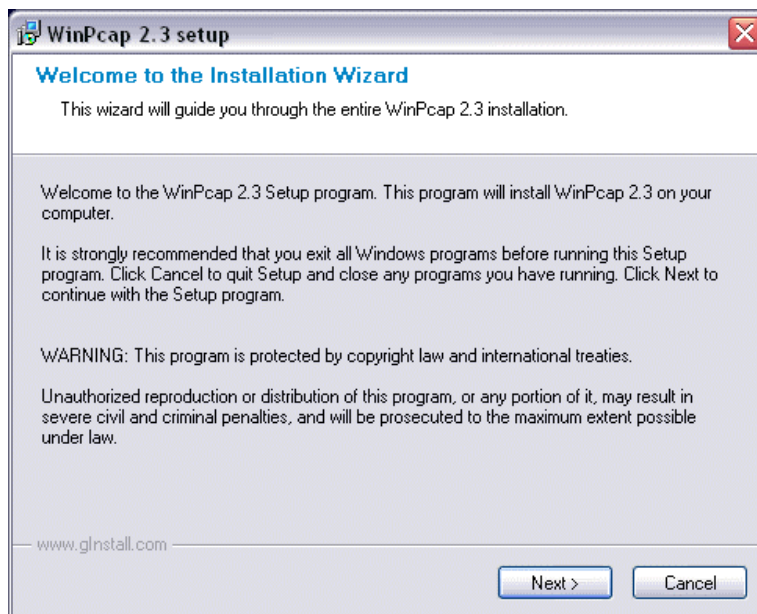 WinPcap 2.3 setup
Welcome to the Installation Wizard
This wizard will guide you through the entire WinPcap 2.3 installation.
Welcome to the WinPcap 2.3 Setup program. This program will install WinPcap 2.3 on your
computer.
It is strongly recommended that you exit all Windows programs before running this Setup
program. Click Cancel to quit Setup and close any programs you have running. Click Next to
continue with the Setup program.
WARNING: This program is protected by copyright law and international treaties.
Unauthorized reproduction or distribution of this program, or any portion of it, may result in
severe civil and criminal penalties, and will be prosecuted to the maximum extent possible
under law.
www.gInstall.com
Next >
Cancel